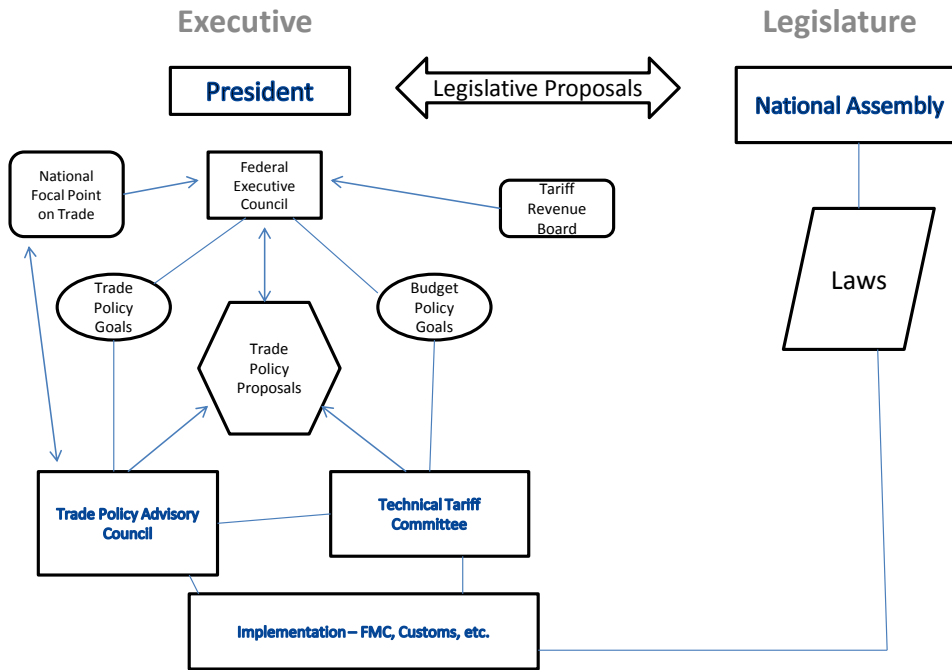 Executive
Legislature
President
Legislative Proposals
National Assembly
National
Focal Point
on Trade
Federal
Executive
Council
Tariff
Revenue
Board
Trade
Policy
Goals
Budget
Policy
Goals
Laws
Trade
Policy
Proposals
Trade Policy Advisory
Council
Technical Tariff
Committee
Implementation – FMC, Customs, etc.